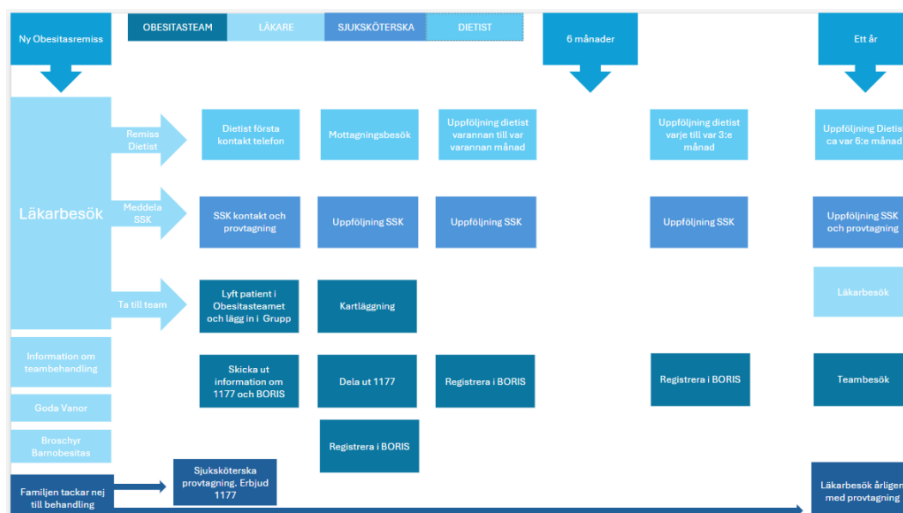 Ny Obesitasremiss
OBESITASTEAM
LÄKARE
SJUKSKÖTERSKA
DIETIST
6 månader
Ett år
Läkarbesök
Remiss
Dietist
Dietist första
kontakt telefon
Mottagningsbesök
Uppföljning dietist
varannan till var
varannan månad
Uppföljning dietist
varje till var 3:e
månad
Uppföljning Dietist
ca var 6:e månad
Meddela
SSK
SSK kontakt och
provtagning
Uppföljning SSK
Uppföljning SSK
Uppföljning SSK
Uppföljning SSK
och provtagning
Ta till team
Lyft patient i
Obesitasteamet
och lägg in i Grupp
Kartläggning
Läkarbesök
Information om
teambehandling
Skicka ut
information om
1177 och BORIS
Dela ut 1177
Registrera i BORIS
Registrera i BORIS
Teambesök
Goda Vanor
Broschyr
Barnobesitas
Registrera i BORIS
Familjen tackar nej
till behandling
Sjuksköterska
provtagning. Erbjud
1177
Läkarbesök årligen
med provtagning